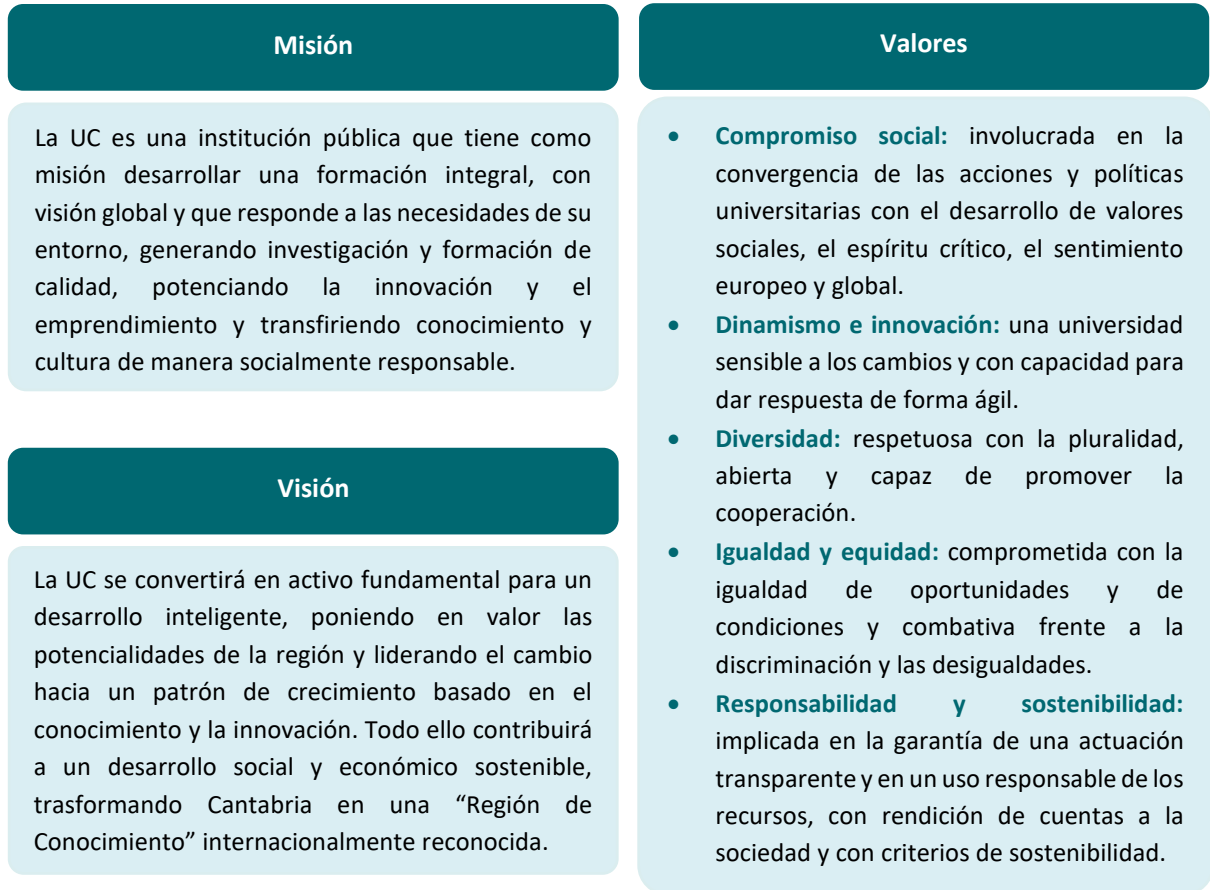 Misión
La UC es una institución pública que tiene como
misión desarrollar una formación integral, con
visión global y que responde a las necesidades de su
entorno, generando investigación y formación de
calidad, potenciando la innovación y el
emprendimiento y transfiriendo conocimiento y
cultura de manera socialmente responsable.
Visión
La UC se convertirá en activo fundamental para un
desarrollo inteligente, poniendo en valor las
potencialidades de la región y liderando el cambio
hacia un patrón de crecimiento basado en el
conocimiento y la innovación. Todo ello contribuirá
a un desarrollo social y económico sostenible,
trasformando Cantabria en una “Región de
Conocimiento” internacionalmente reconocida.
Valores
• Compromiso social: involucrada en la
convergencia de las acciones y políticas
universitarias con el desarrollo de valores
sociales, el espíritu crítico, el sentimiento
europeo y global.
• Dinamismo e innovación: una universidad
sensible a los cambios y con capacidad para
dar respuesta de forma ágil.
• Diversidad: respetuosa con la pluralidad,
abierta y capaz de promover la
cooperación.
• Igualdad y equidad: comprometida con la
igualdad de oportunidades y de
condiciones y combativa frente a la
discriminación y las desigualdades.
• Responsabilidad y sostenibilidad:
implicada en la garantía de una actuación
transparente y en un uso responsable de los
recursos, con rendición de cuentas a la
sociedad y con criterios de sostenibilidad.